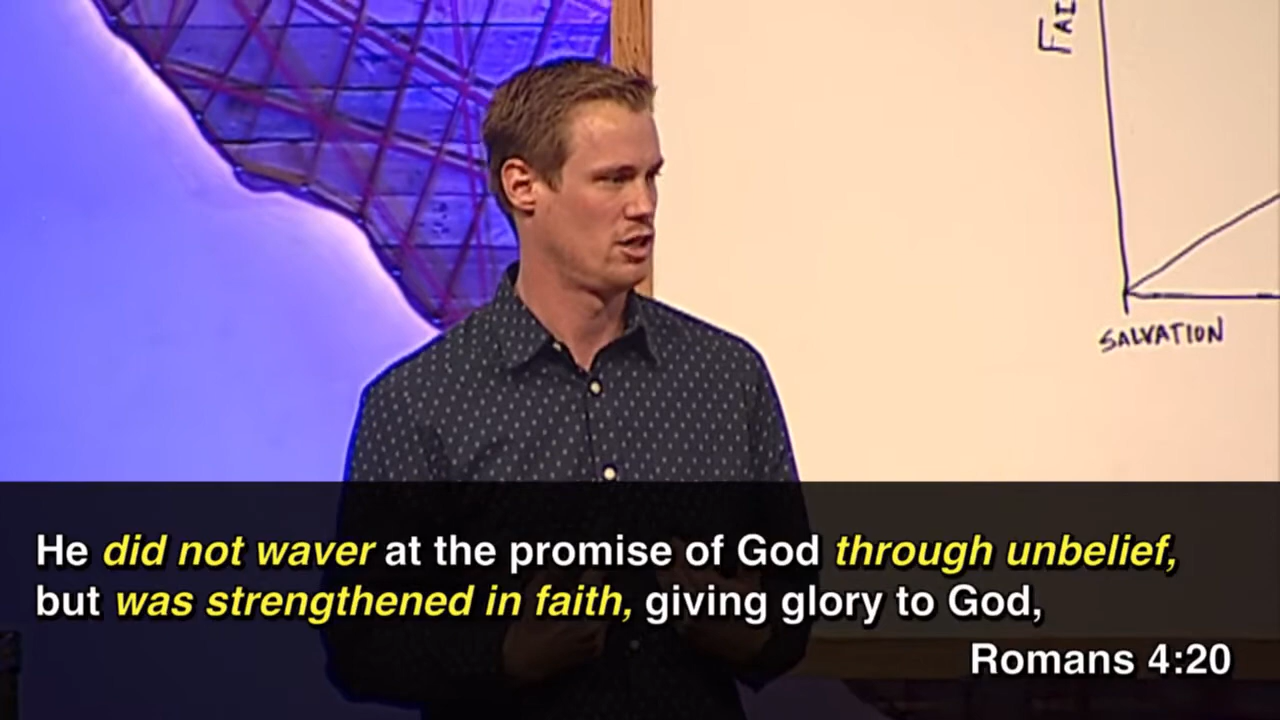 FAI
SALVATION
He did not waver at the promise of God through unbelief,
but was strengthened in faith, giving glory to God,
Romans 4:20